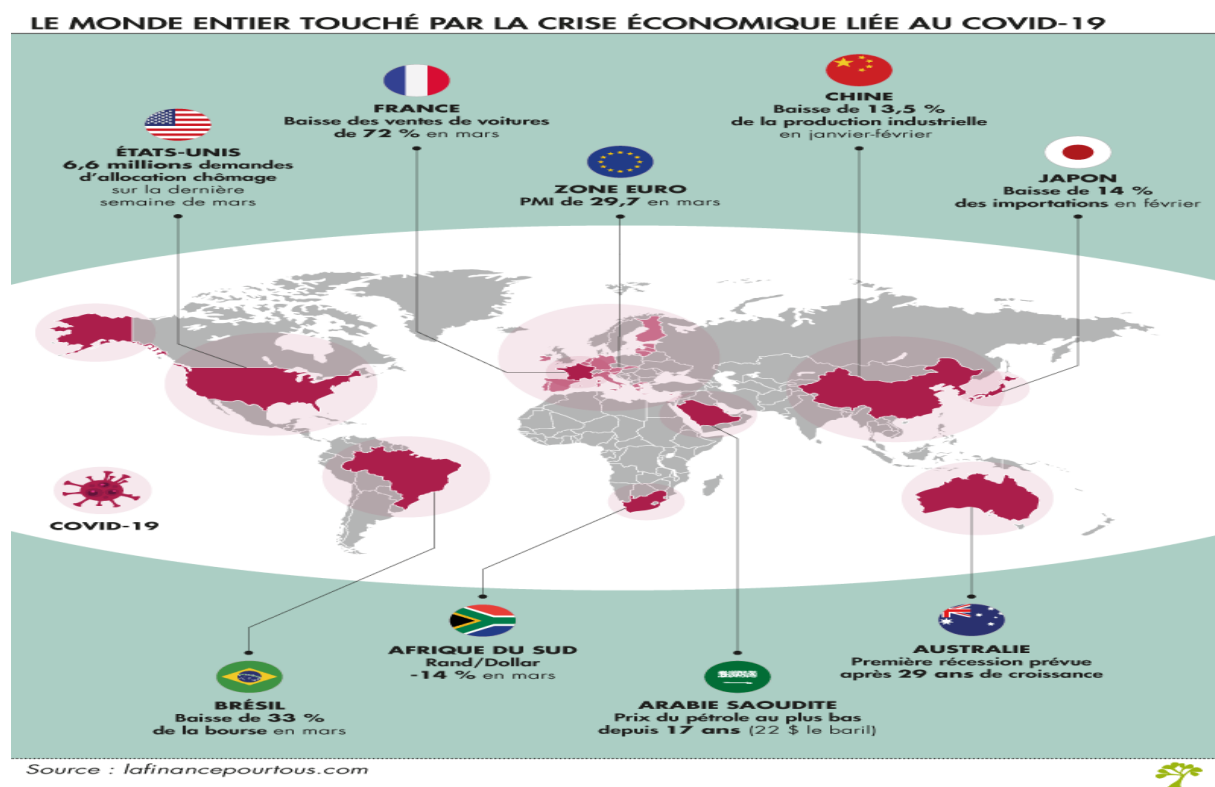 LE MONDE ENTIER TOUCHÉ PAR LA CRISE ÉCONOMIQUE LIÉE AU COVID-19
ÉTATS-UNIS
6,6 millions demandes
d'allocation chômage
sur la dernière
semaine de mars
FRANCE
Baisse des ventes de voitures
de 72 % en mars
ZONE EURO
PMI de 29,7 en mars
CHINE
Baisse de 13,5 %
de la production industrielle
en janvier-février
JAPON
Baisse de 14 %
des importations en février
COVID-19
BRÉSIL
Baisse de 33 %
de la bourse en mars
AFRIQUE DU SUD
Rand/Dollar
-14 % en mars
ARABIE SAOUDITE
Prix du pétrole au plus bas
depuis 17 ans (22 $ le baril)
AUSTRALIE
Première récession prévue
après 29 ans de croissance
Source : lafinancepourtous.com